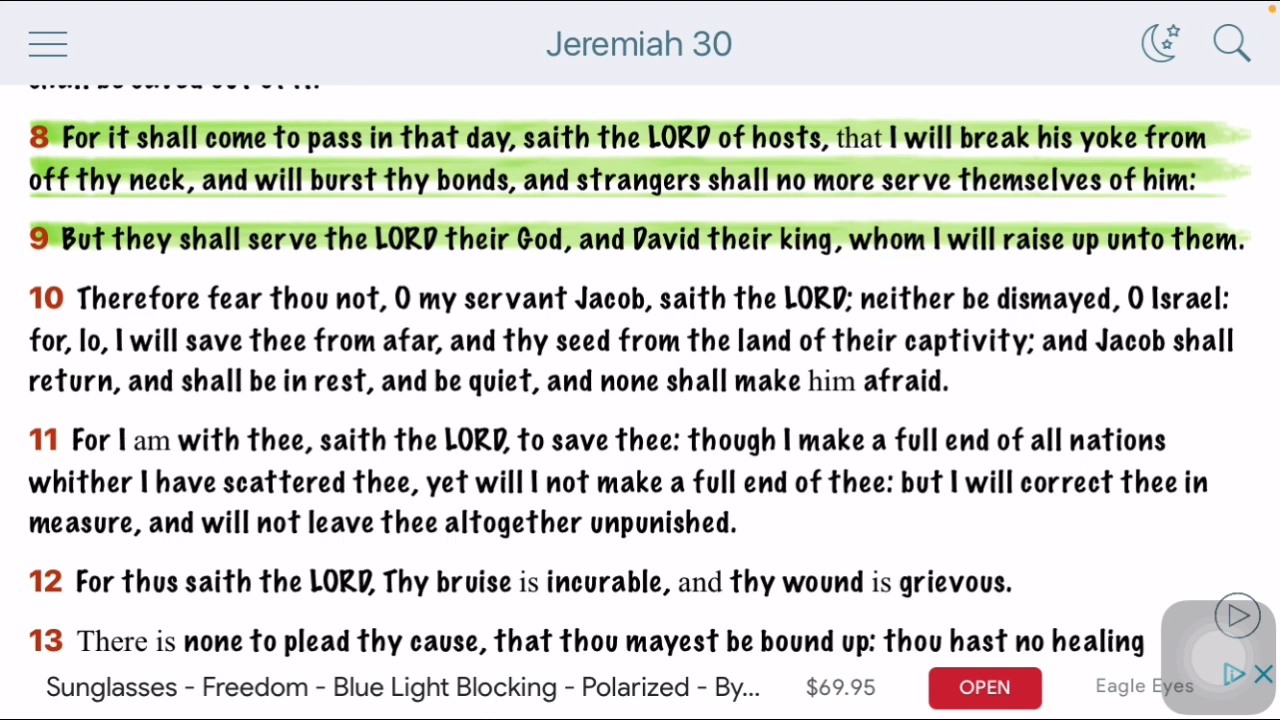 Jeremiah 30
8 For it shall come to pass in that day, saith the LORD of hosts, that I will break his yoke from
off thy neck, and will burst thy bonds, and strangers shall no more serve themselves of him:
9 But they shall serve the LORD their God, and David their king, whom I will raise up unto them.
10 Therefore fear thou not, O my servant Jacob, saith the LORD; neither be dismayed, O Israel:
for, lo, I will save thee from afar, and thy seed from the land of their captivity; and Jacob shall
return, and shall be in rest, and be quiet, and none shall make him afraid.
11 For I am with thee, saith the LORD, to save thee: though I make a full end of all nations
whither I have scattered thee, yet will I not make a full end of thee: but I will correct thee in
measure, and will not leave thee altogether unpunished.
12 For thus saith the LORD, Thy bruise is incurable, and thy wound is grievous.
13 There is none to plead thy cause, that thou mayest be bound up: thou hast no healing
Sunglasses - Freedom - Blue Light Blocking - Polarized - By... $69.95 OPEN Eagle Eyes